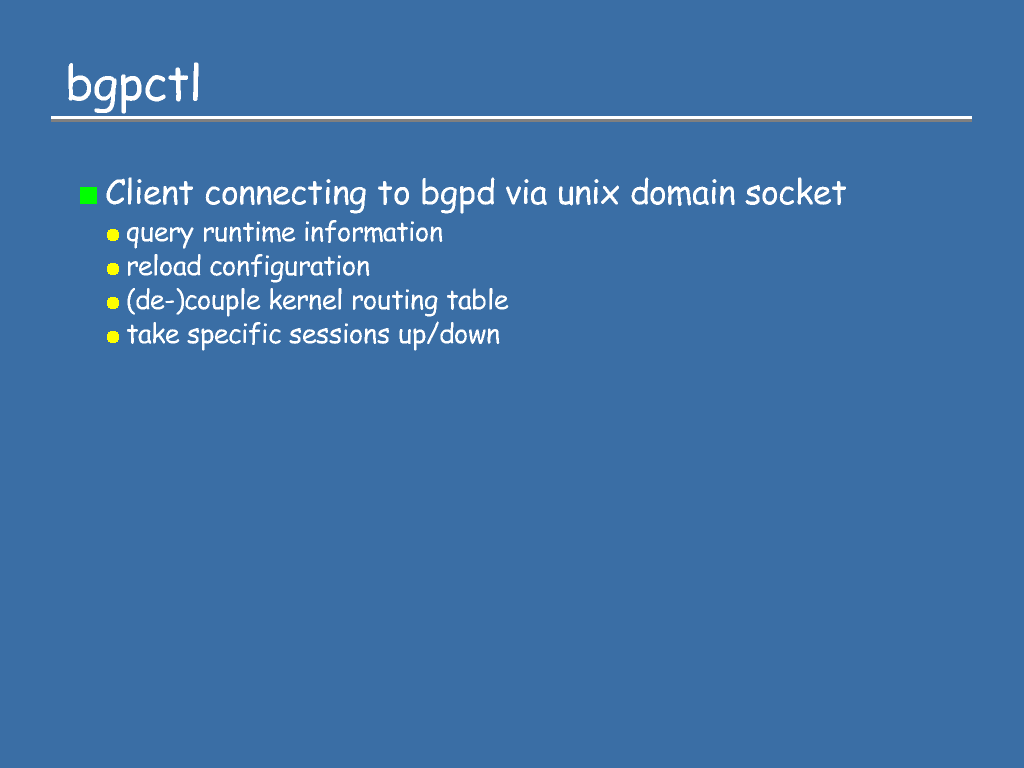 bgpctl
Client connecting to bgpd via unix domain socket
query runtime information
reload configuration
(de-)couple kernel routing table
take specific sessions up/down